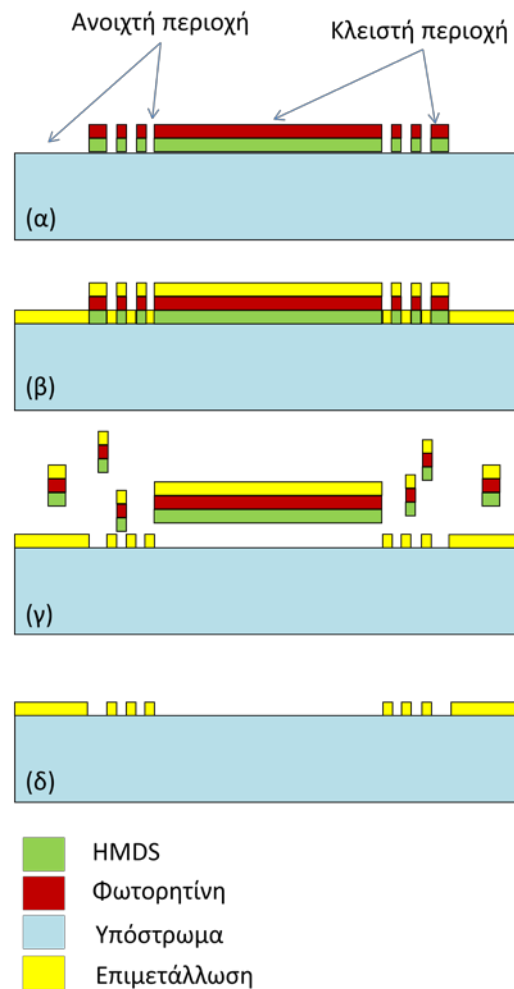 Ανοιχτή περιοχή
Κλειστή περιοχή
(α)
(β)
(γ)
(δ)
HMDS
Φωτορητίνη
Υπόστρωμα
Επιμετάλλωση